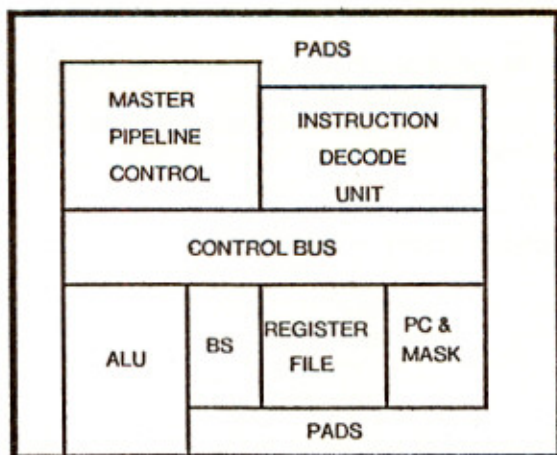 PADS
MASTER
PIPELINE
CONTROL
INSTRUCTION
DECODE
UNIT
CONTROL BUS
ALU
BS
REGISTER
FILE
PC &
MASK
PADS